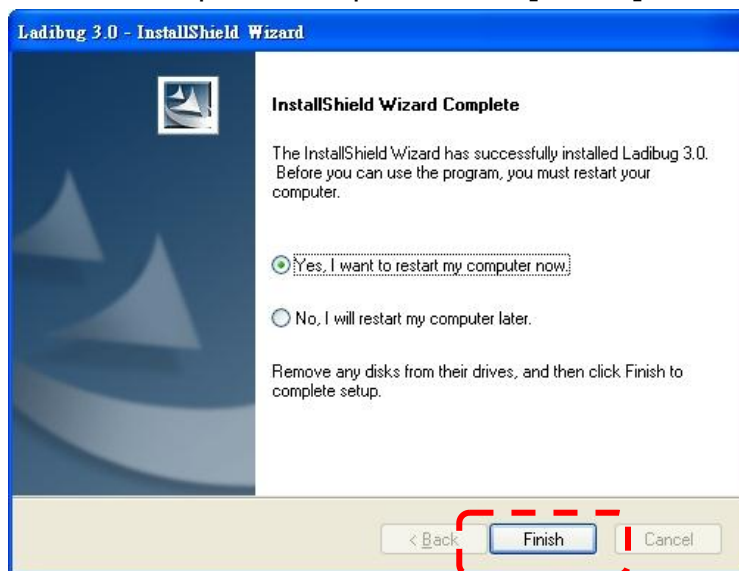 Ladibug 3.0 - InstallShield Wizard
InstallShield Wizard Complete
The InstallShield Wizard has successfully installed Ladibug 3.0.
Before you can use the program, you must restart your
computer.
Yes, I want to restart my computer now.
No, I will restart my computer later.
Remove any disks from their drives, and then click Finish to
complete setup.
< Back
Finish
Cancel